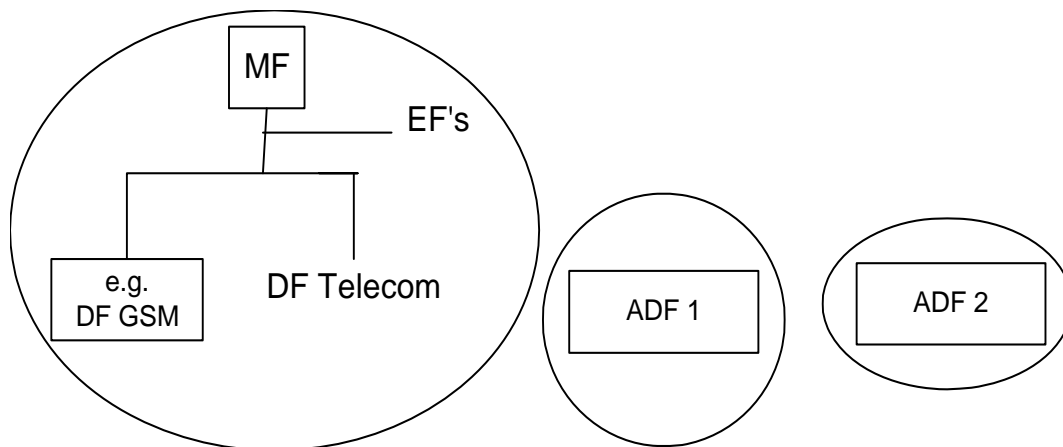 MF
EF's
e.g.
DF GSM
DF Telecom
ADF 1
ADF 2